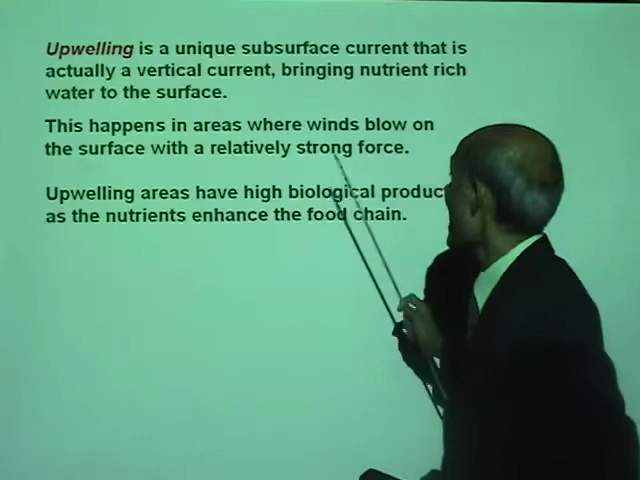 Upwelling is a unique subsurface current that is
actually a vertical current, bringing nutrient rich
water to the surface.
This happens in areas where winds blow on
the surface with a relatively strong force.
Upwelling areas have high biological produc
as the nutrients enhance the food chain.